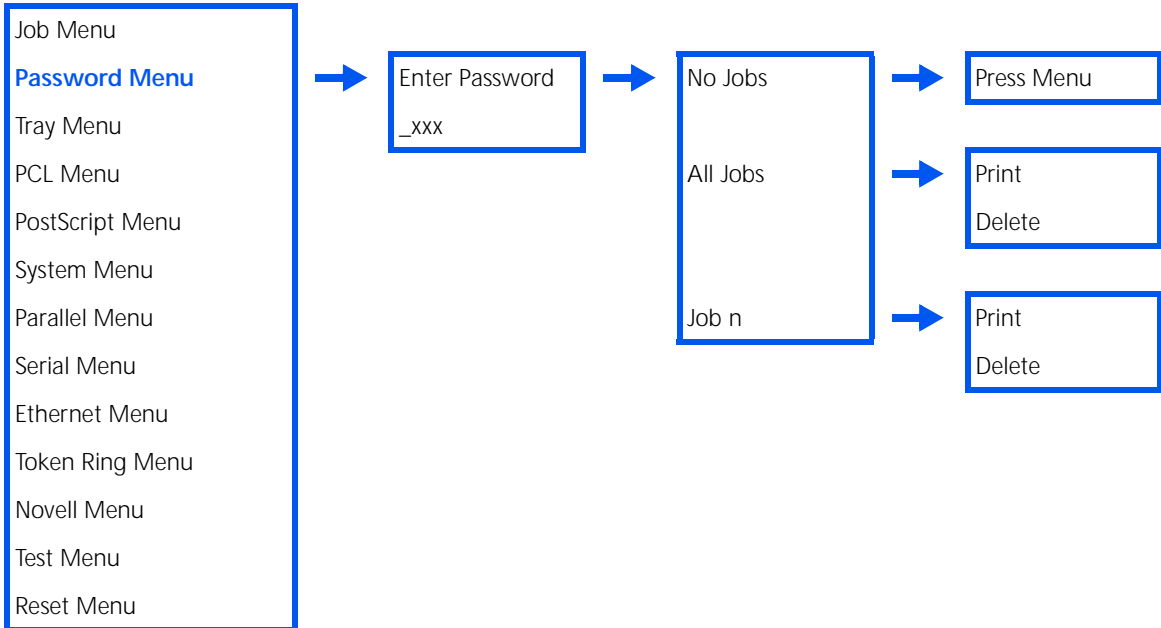 Job Menu
Password Menu
Tray Menu
PCL Menu
PostScript Menu
System Menu
Parallel Menu
Serial Menu
Ethernet Menu
Token Ring Menu
Novell Menu
Test Menu
Reset Menu
Enter Password
_xxx
No Jobs
All Jobs
Job n
Press Menu
Print
Delete
Print
Delete